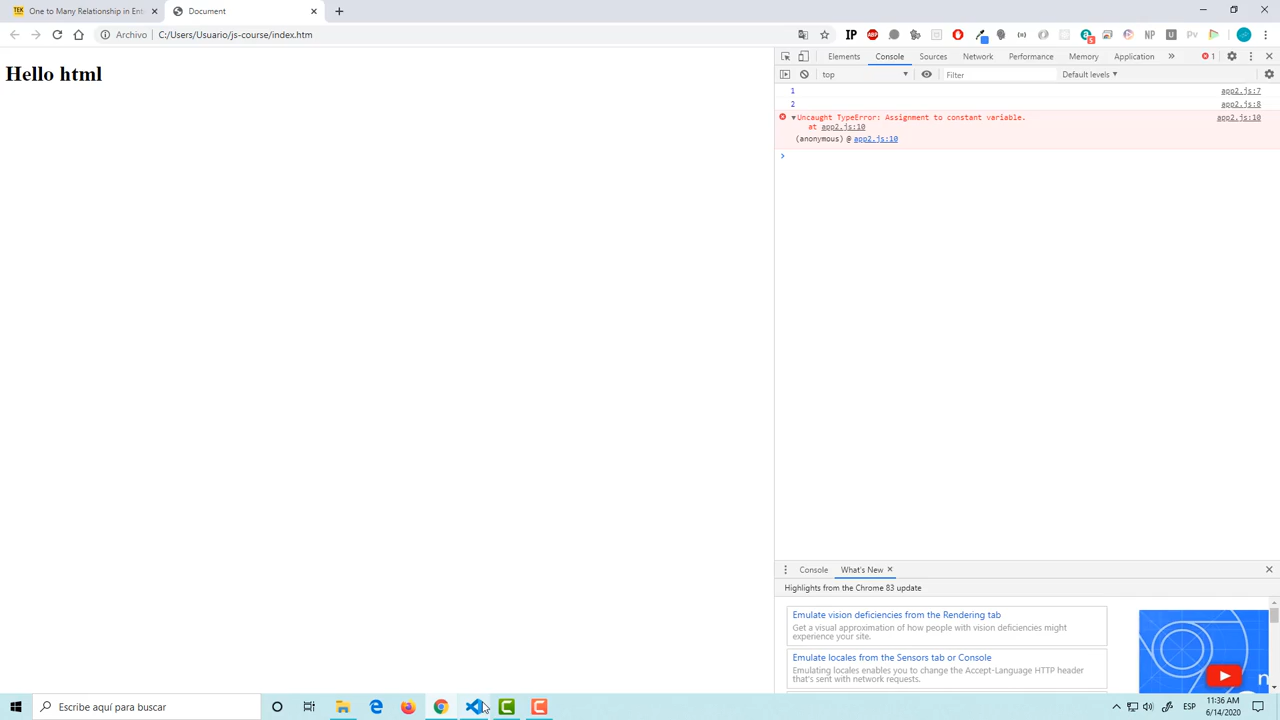 One to Many Relationship in Ent
Document
Archivo
C:/Users/Usuario/js-course/index.htm
IP
ABP
5
NP
U
Pv
Hello html
Elements
Console
Sources
Network
Performance
Memory
Application
1
top
Filter
Default levels
1
app2.js:7
2
app2.js:8
Uncaught TypeError: Assignment to constant variable.
app2.js:10
at app2.js:10
(anonymous) @ app2.js:10
Console
What's New
Highlights from the Chrome 83 update
Emulate vision deficiencies from the Rendering tab
Get a visual approximation of how people with vision deficiencies might
experience your site.
Emulate locales from the Sensors tab or Console
Emulating locales enables you to change the Accept-Language HTTP header
that's sent with network requests.
Escribe aquí para buscar
ESP
11:36 AM
6/14/2020